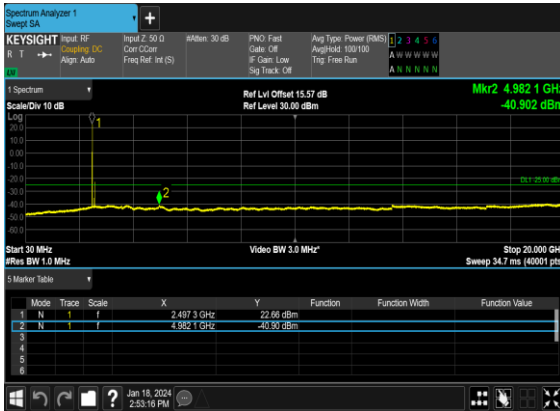 Spectrum Analyzer 1
Swept SA
+
KEYSIGHT Input: RF Input Z: 50 Ω #Atten: 30 dB PNO: Fast Avg Type: Power (RMS) 1 2 3 4 5 6
R T Coupling: DC Corr CCorr Gate: Off Avg|Hold: 100/100 A W W W W W
Align: Auto Freq Ref: Int (S) IF Gain: Low Trig: Free Run
Sig Track: Off A N N N N N
1 Spectrum
Ref Lvl Offset 15.57 dB Mkr2 4.982 1 GHz
Scale/Div 10 dB Ref Level 30.00 dBm -40.902 dBm
Log
20.0
10.0
0.00
-10.0
-20.0
-30.0
-40.0
-50.0
-60.0
1
2
DL1 -25.00 dBm
Start 30 MHz Video BW 3.0 MHz* Stop 20.000 GHz
#Res BW 1.0 MHz Sweep 34.7 ms (40001 pts)
5 Marker Table
Mode Trace Scale X Y Function Function Width Function Value
1 N 1 f 2.497 3 GHz 22.66 dBm
2 N 1 f 4.982 1 GHz -40.90 dBm
3
4
5
6
? Jan 18, 2024
2:53:16 PM